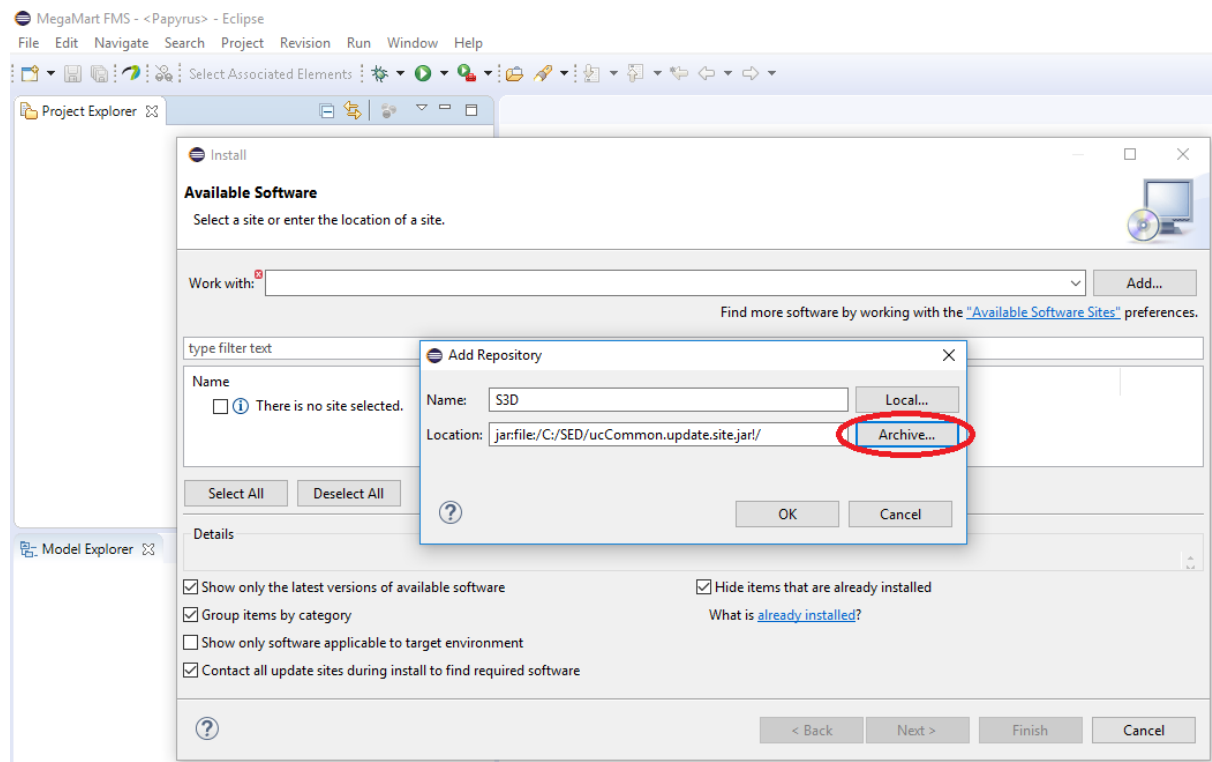 MegaMart FMS - <Papyrus> - Eclipse
File Edit Navigate Search Project Revision Run Window Help
Select Associated Elements
Project Explorer
Install
Available Software
Select a site or enter the location of a site.
Work with:
Add...
Find more software by working with the "Available Software Sites" preferences.
type filter text
Name
There is no site selected.
Add Repository
Name: S3D Local...
Location: jar:file:/C:/SED/ucCommon.update.site.jar!/ Archive...
OK Cancel
Select All Deselect All
Details
Model Explorer
Show only the latest versions of available software
Hide items that are already installed
Group items by category
What is already installed?
Show only software applicable to target environment
Contact all update sites during install to find required software
< Back Next > Finish Cancel